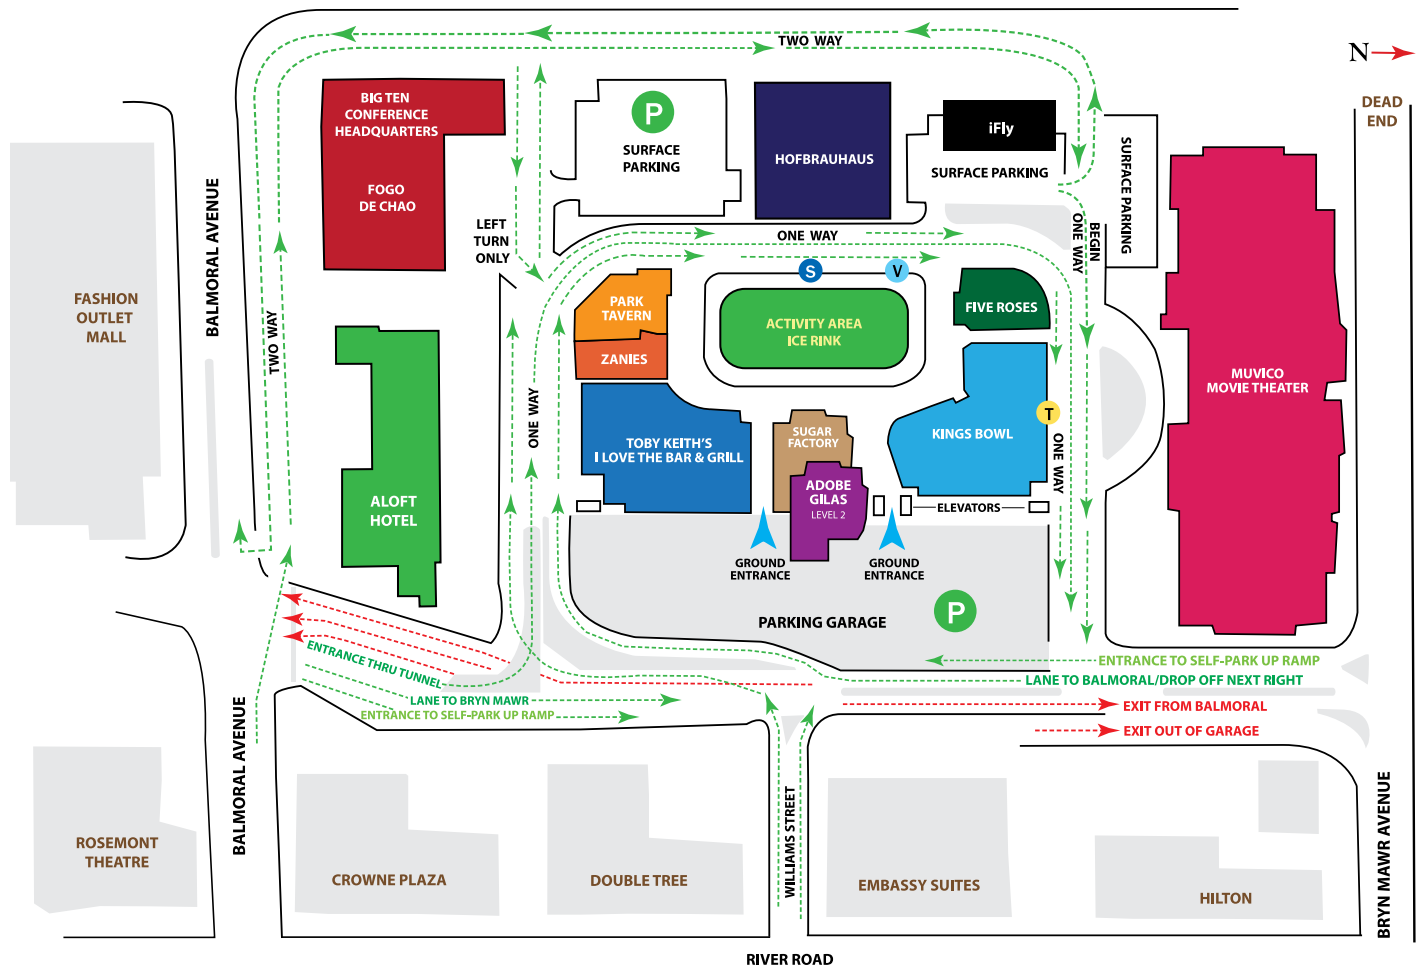 TWO WAY
N
DEAD
END
BIG TEN
CONFERENCE
HEADQUARTERS
FOGO
DE CHAO
P
SURFACE
PARKING
HOFBRAUHAUS
iFly
SURFACE PARKING
SURFACE PARKING
BALMORAL AVENUE
LEFT
TURN
ONLY
ONE WAY
BEGIN
ONE WAY
S
V
FASHION
OUTLET
MALL
TWO WAY
PARK
TAVERN
ZANIES
ACTIVITY AREA
ICE RINK
FIVE ROSES
MUVICO
MOVIE THEATER
ONE WAY
TOBY KEITH'S
I LOVE THE BAR & GRILL
SUGAR
FACTORY
KINGS BOWL
T
ONE WAY
ALOFT
HOTEL
ADOBE
GILAS
LEVEL 2
ELEVATORS
GROUND
ENTRANCE
GROUND
ENTRANCE
PARKING GARAGE
P
ENTRANCE THRU TUNNEL
LANE TO BRYN MAWR
ENTRANCE TO SELF-PARK UP RAMP
ENTRANCE TO SELF-PARK UP RAMP
LANE TO BALMORAL/DROP OFF NEXT RIGHT
EXIT FROM BALMORAL
EXIT OUT OF GARAGE
BALMORAL AVENUE
WILLIAMS STREET
BRYN MAWR AVENUE
ROSEMONT
THEATRE
CROWNE PLAZA
DOUBLE TREE
EMBASSY SUITES
HILTON
RIVER ROAD